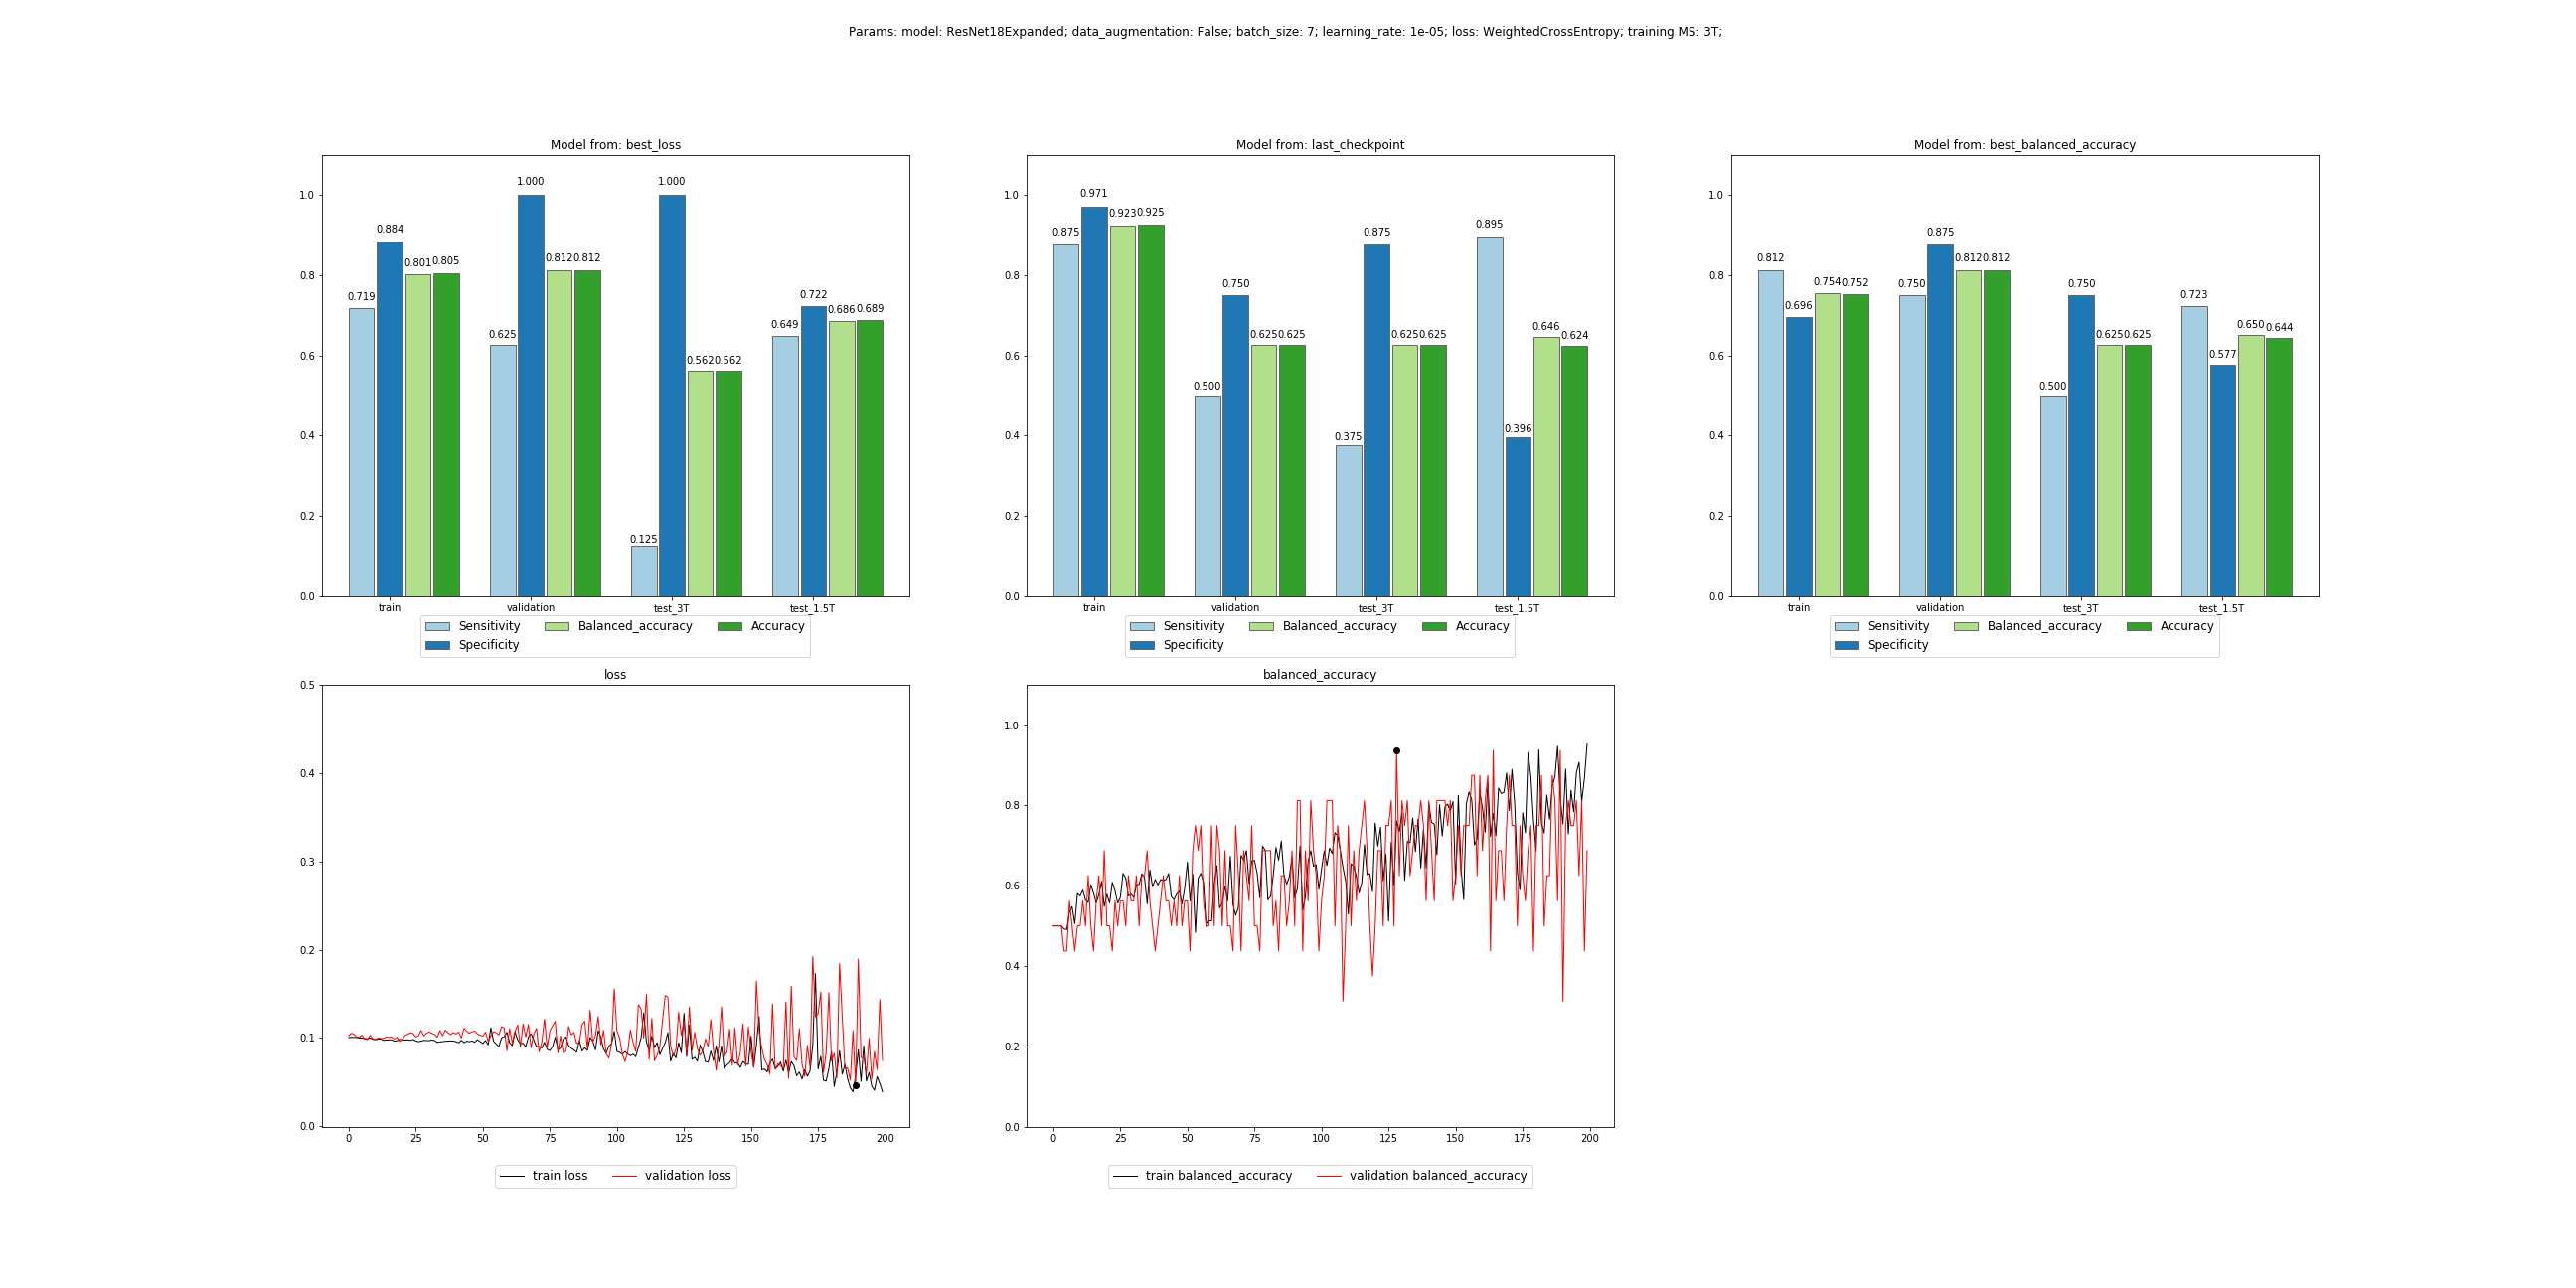 Params: model: ResNet18Expanded; data_augmentation: False; batch_size: 7; learning_rate: 1e-05; loss: WeightedCrossEntropy; training MS: 3T;
Model from: best_loss
1.0
0.8
0.6
0.4
0.2
0.0
0.719
0.884
0.801
0.805
0.625
1.000
0.812
0.812
0.125
1.000
0.562
0.562
0.649
0.722
0.686
0.689
train
validation
test_3T
test_1.5T
Sensitivity
Specificity
Balanced_accuracy
Accuracy
Model from: last_checkpoint
1.0
0.8
0.6
0.4
0.2
0.0
0.875
0.971
0.923
0.925
0.500
0.750
0.625
0.625
0.375
0.875
0.625
0.625
0.895
0.396
0.646
0.624
train
validation
test_3T
test_1.5T
Sensitivity
Specificity
Balanced_accuracy
Accuracy
Model from: best_balanced_accuracy
1.0
0.8
0.6
0.4
0.2
0.0
0.812
0.696
0.754
0.752
0.750
0.875
0.812
0.812
0.500
0.750
0.625
0.625
0.723
0.577
0.650
0.644
train
validation
test_3T
test_1.5T
Sensitivity
Specificity
Balanced_accuracy
Accuracy
loss
0.5
0.4
0.3
0.2
0.1
0.0
0 25 50 75 100 125 150 175 200
train loss
validation loss
balanced_accuracy
1.0
0.8
0.6
0.4
0.2
0.0
0 25 50 75 100 125 150 175 200
train balanced_accuracy
validation balanced_accuracy